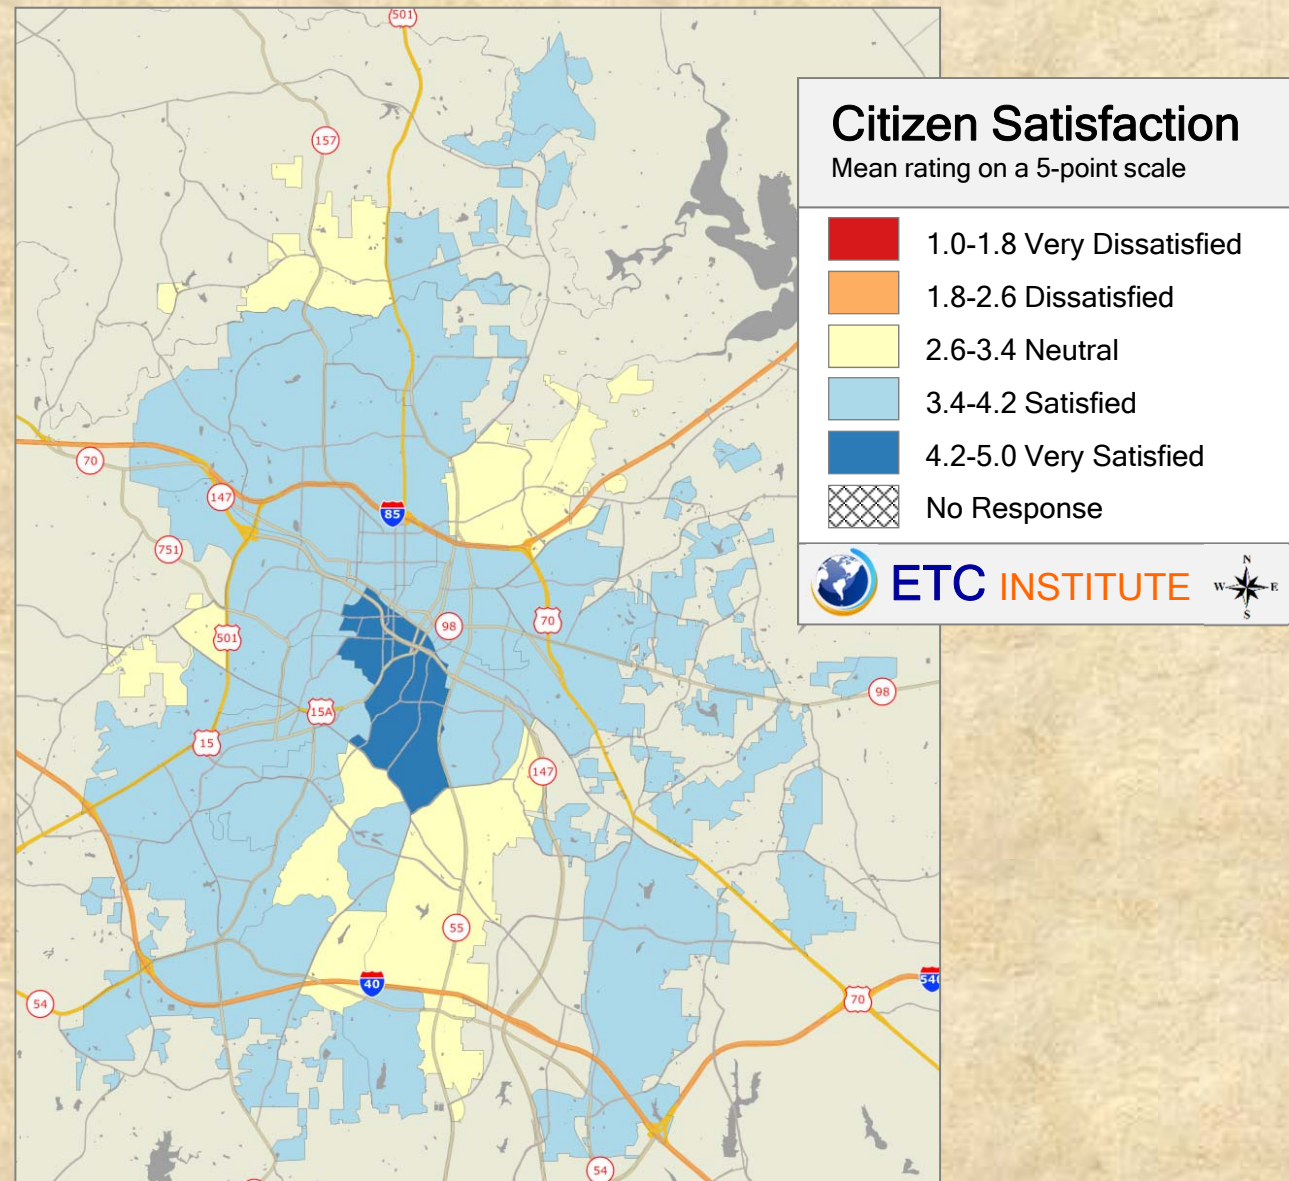 501
157
Citizen Satisfaction
Mean rating on a 5-point scale
1.0-1.8 Very Dissatisfied
1.8-2.6 Dissatisfied
2.6-3.4 Neutral
3.4-4.2 Satisfied
4.2-5.0 Very Satisfied
No Response
ETC INSTITUTE
N
W E
S
70
147
85
751
501
98
70
98
15A
15
147
55
40
540
70
54
54